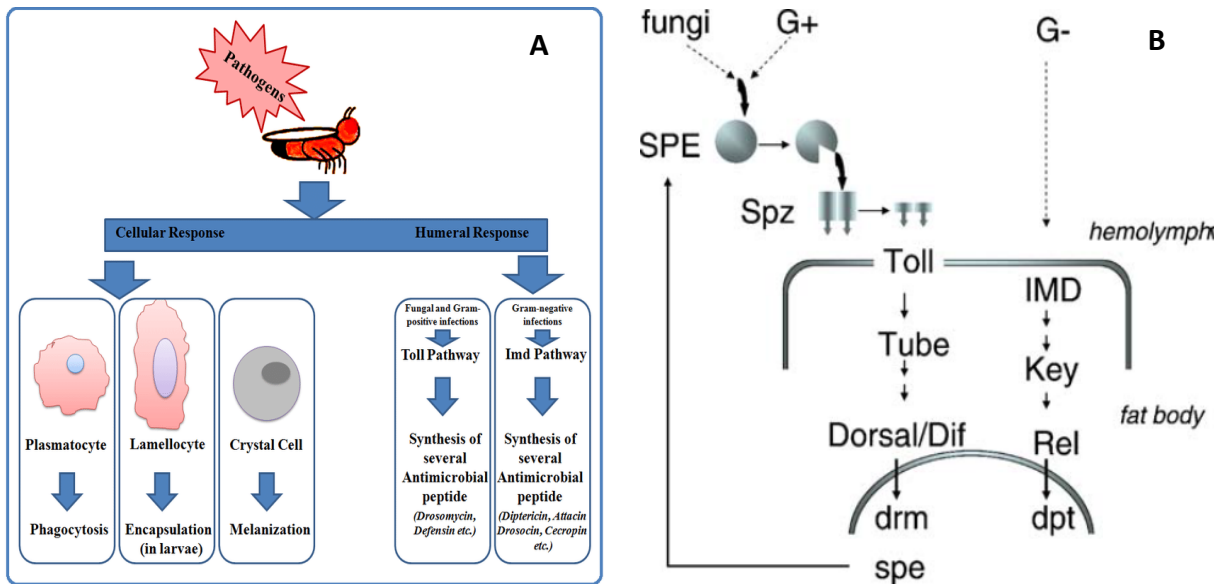 A
Pathogens
Cellular Response
Humeral Response
Plasmatocyte
Phagocytosis
Lamellocyte
Encapsulation
(in larvae)
Crystal Cell
Melanization
Fungal and Gram-
positive infections
Toll Pathway
Synthesis of
several
Antimicrobial
peptide
(Drosomycin,
Defensin etc.)
Gram-negative
infections
Imd Pathway
Synthesis of
several
Antimicrobial
peptide
(Diptericin, Attacin
Drosocin, Cecropin
etc.)
B
fungi
G+
G-
SPE
Spz
hemolymph
Toll
IMD
Tube
Key
fat body
Dorsal/Dif
Rel
drm
dpt
spe